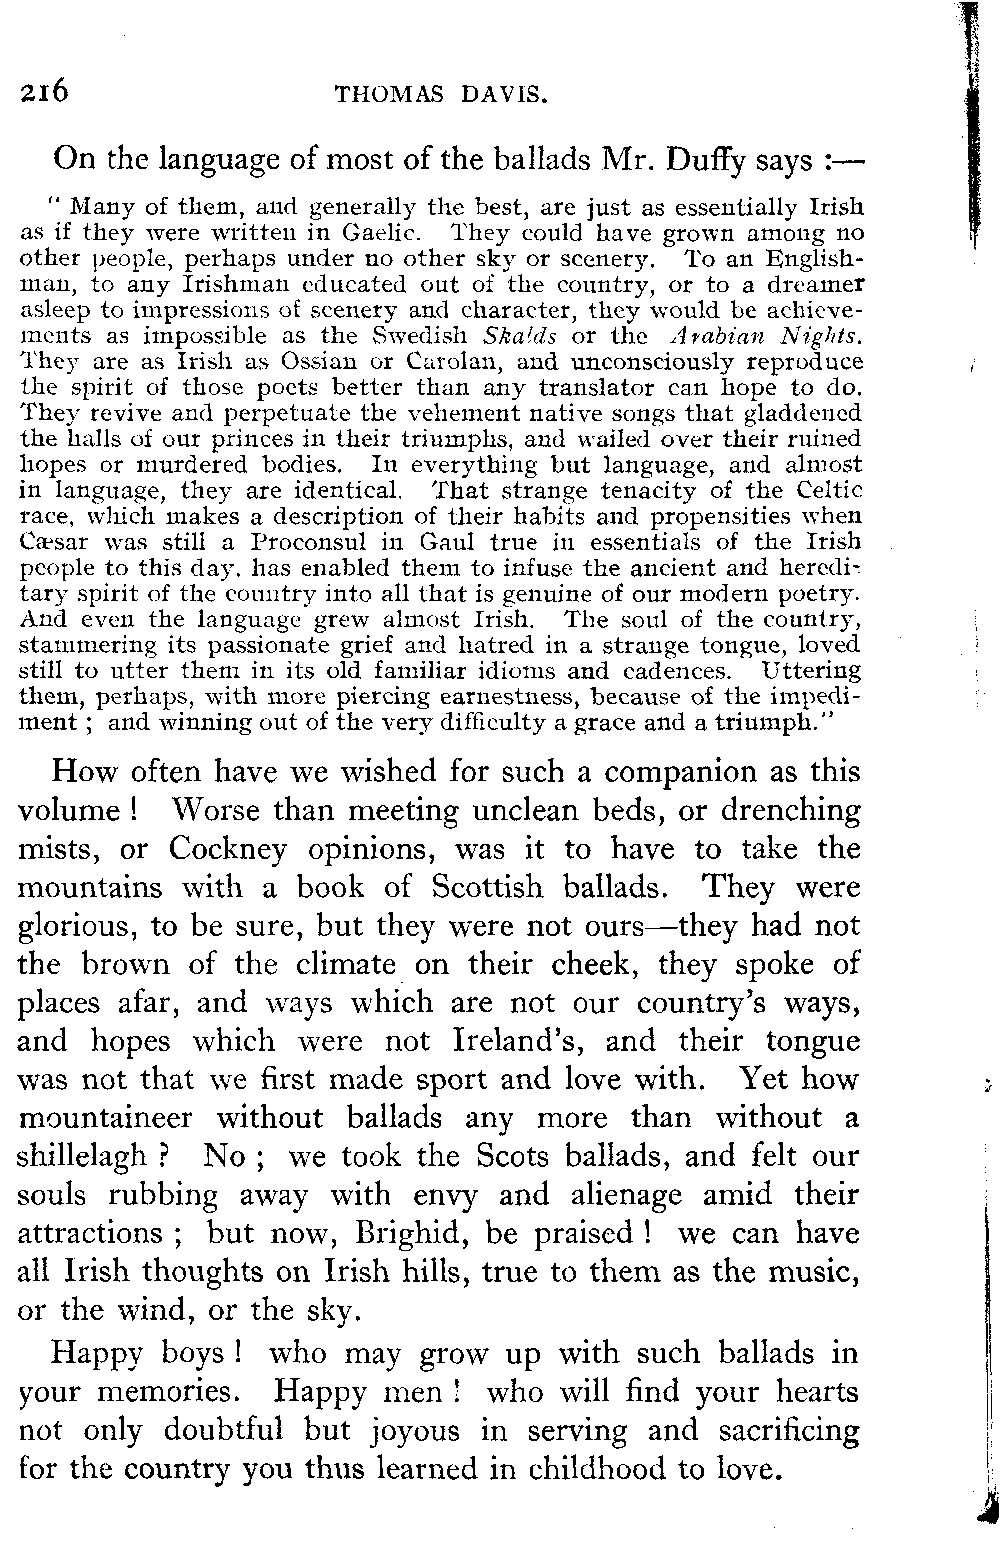 216 THOMAS DAVIS.
On the language of most of the ballads Mr. Duffy says :—
" Many of them, and generally the best, are just as essentially Irish
as if they were written in Gaelic. They could have grown among no
other people, perhaps under no other sky or scenery. To an English-
man, to any Irishman educated out of the country, or to a dreamer
asleep to impressions of scenery and character, they would be achieve-
ments as impossible as the Swedish Skalds or the Arabian Nights.
They are as Irish as Ossian or Carolan, and unconsciously reproduce
the spirit of those poets better than any translator can hope to do.
They revive and perpetuate the vehement native songs that gladdened
the halls of our princes in their triumphs, and wailed over their ruined
hopes or murdered bodies. In everything but language, and almost
in language, they are identical. That strange tenacity of the Celtic
race, which makes a description of their habits and propensities when
Cæsar was still a Proconsul in Gaul true in essentials of the Irish
people to this day, has enabled them to infuse the ancient and heredi-
tary spirit of the country into all that is genuine of our modern poetry.
And even the language grew almost Irish. The soul of the country,
stammering its passionate grief and hatred in a strange tongue, loved
still to utter them in its old familiar idioms and cadences. Uttering
them, perhaps, with more piercing earnestness, because of the impedi-
ment ; and winning out of the very difficulty a grace and a triumph."
How often have we wished for such a companion as this
volume ! Worse than meeting unclean beds, or drenching
mists, or Cockney opinions, was it to have to take the
mountains with a book of Scottish ballads. They were
glorious, to be sure, but they were not ours—they had not
the brown of the climate on their cheek, they spoke of
places afar, and ways which are not our country's ways,
and hopes which were not Ireland's, and their tongue
was not that we first made sport and love with. Yet how
mountaineer without ballads any more than without a
shillelagh ? No ; we took the Scots ballads, and felt our
souls rubbing away with envy and alienage amid their
attractions ; but now, Brighid, be praised ! we can have
all Irish thoughts on Irish hills, true to them as the music,
or the wind, or the sky.
Happy boys ! who may grow up with such ballads in
your memories. Happy men ! who will find your hearts
not only doubtful but joyous in serving and sacrificing
for the country you thus learned in childhood to love.